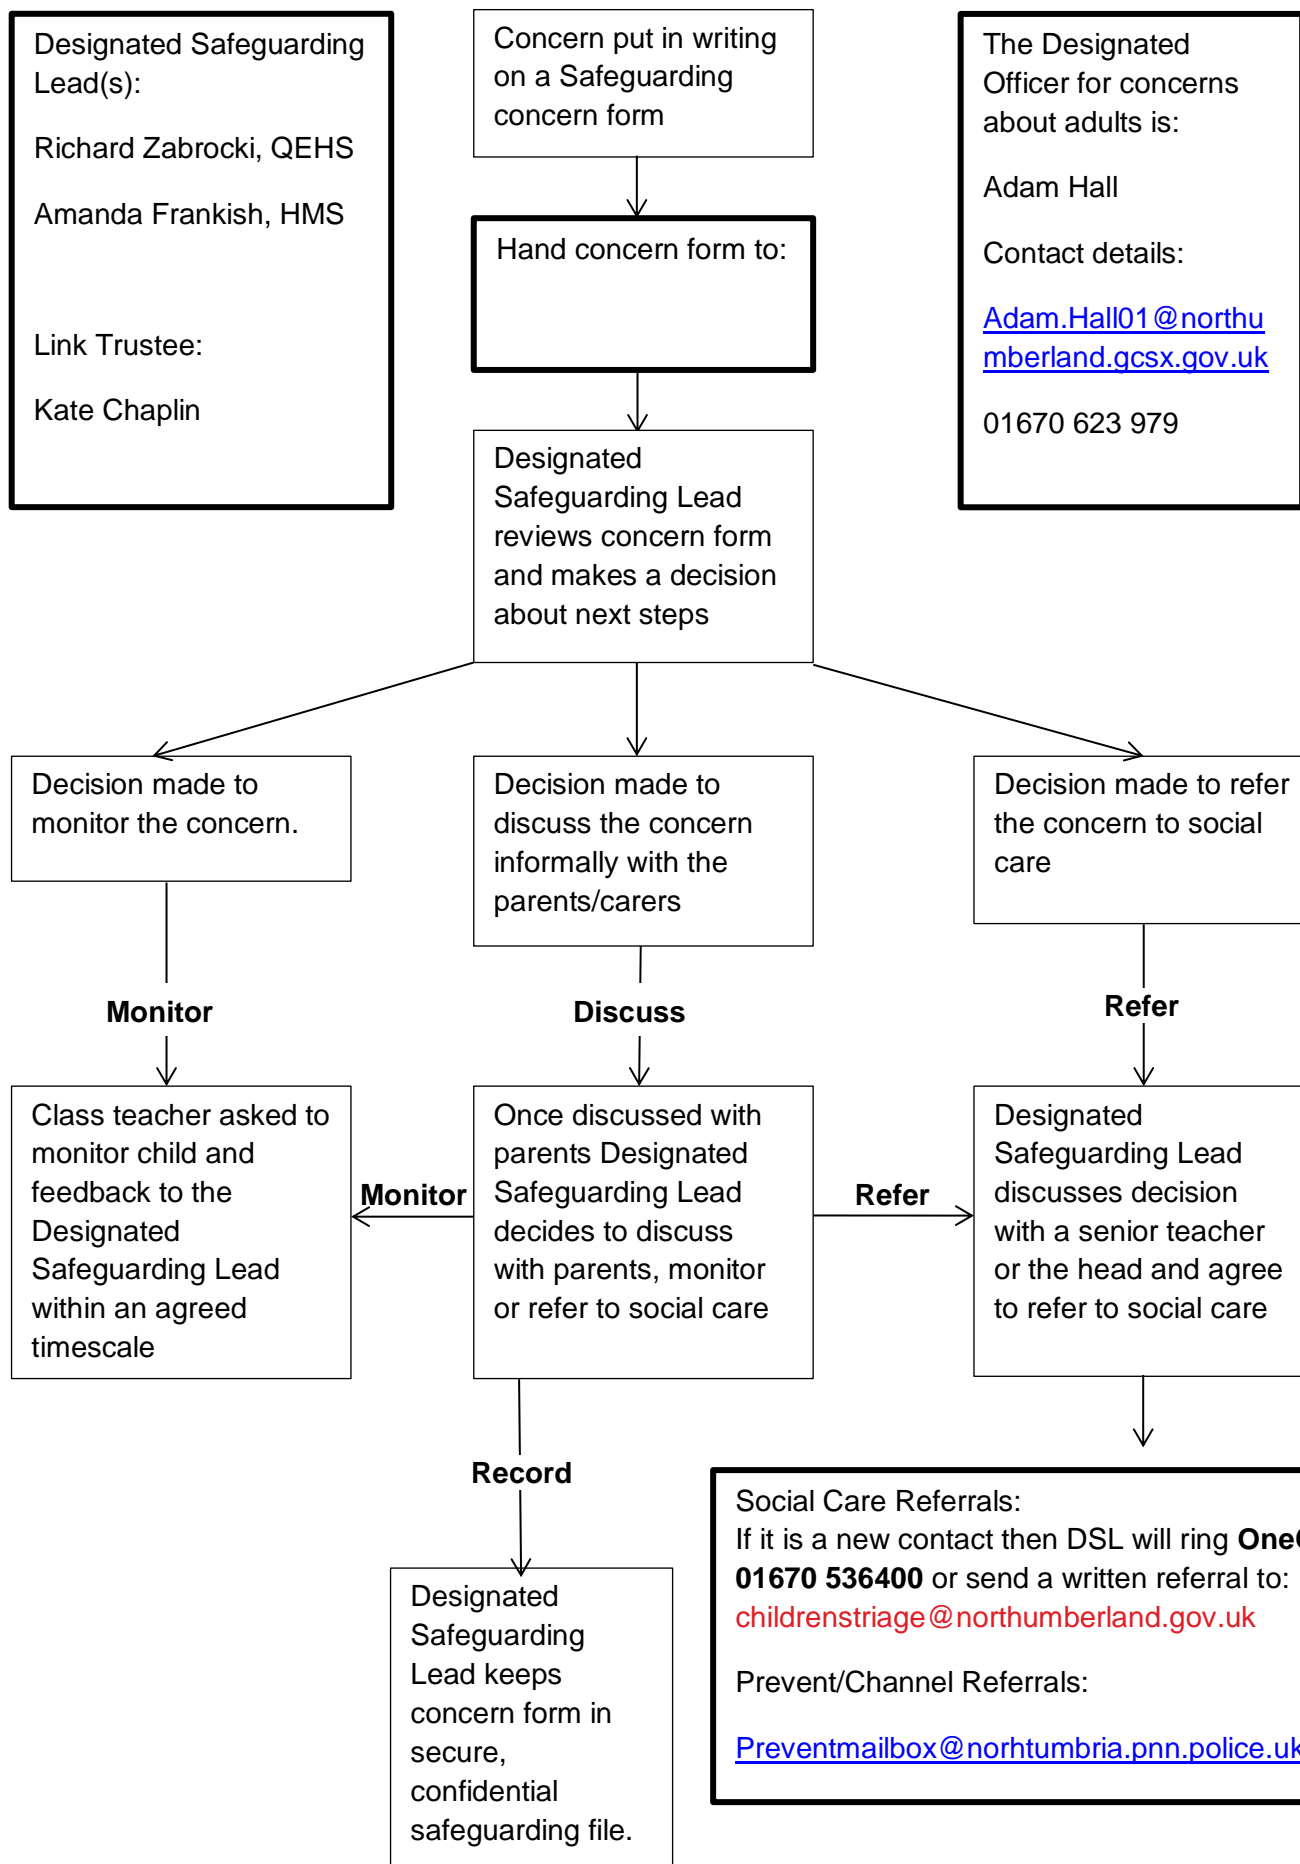 Designated Safeguarding
Lead(s):
Richard Zabrocki, QEHS
Amanda Frankish, HMS
Link Trustee:
Kate Chaplin
Concern put in writing
on a Safeguarding
concern form
The Designated
Officer for concerns
about adults is:
Adam Hall
Contact details:
Adam.Hall01@northu
mberland.gcsx.gov.uk
01670 623 979
Hand concern form to:
Designated
Safeguarding Lead
reviews concern form
and makes a decision
about next steps
Decision made to
monitor the concern.
Decision made to
discuss the concern
informally with the
parents/carers
Decision made to refer
the concern to social
care
Monitor
Discuss
Refer
Class teacher asked to
monitor child and
feedback to the
Designated
Safeguarding Lead
within an agreed
timescale
Monitor
Once discussed with
parents Designated
Safeguarding Lead
decides to discuss
with parents, monitor
or refer to social care
Refer
Designated
Safeguarding Lead
discusses decision
with a senior teacher
or the head and agree
to refer to social care
Record
Designated
Safeguarding
Lead keeps
concern form in
secure,
confidential
safeguarding file.
Social Care Referrals:
If it is a new contact then DSL will ring
01670 536400 or send a written referral to:
childrenstriage@northumberland.gov.uk
Prevent/Channel Referrals:
Preventmailbox@norhtumbria.pnn.police.uk